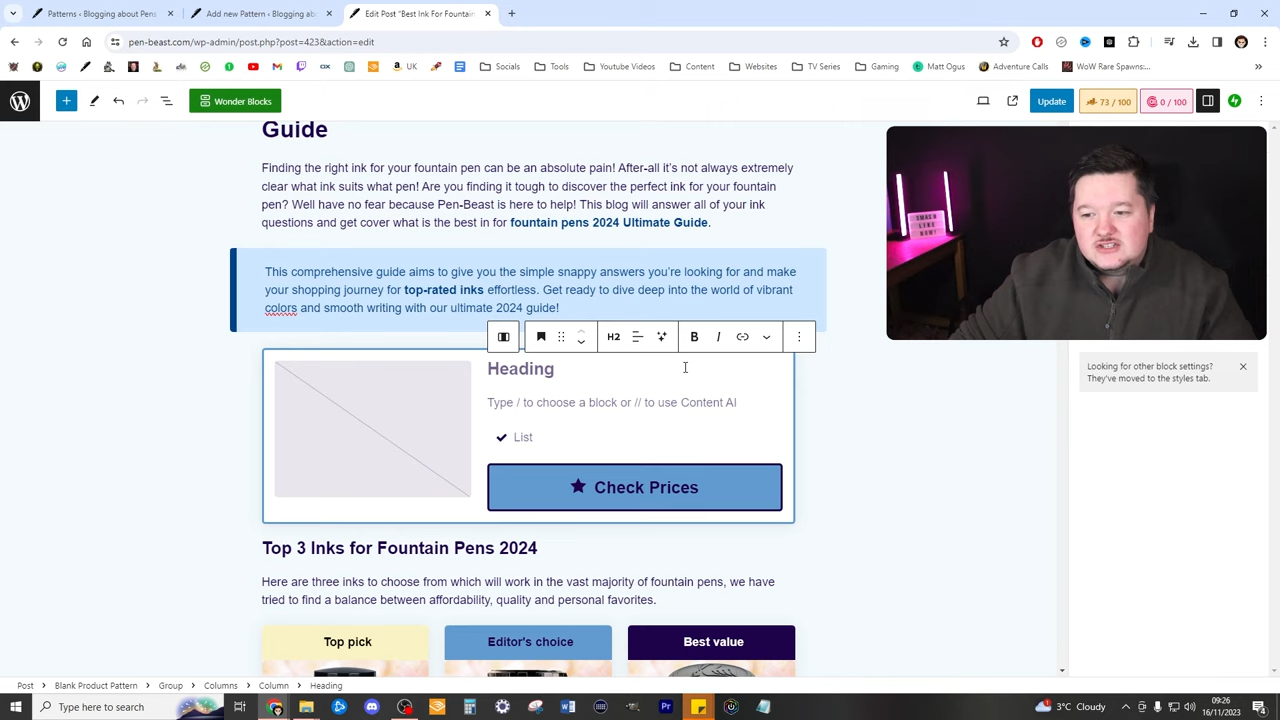 Patterns ‹ Blogging about Pens
Add new Pattern ‹ Blogging ab
Edit Post “Best Ink For Fountain
pen-beast.com/wp-admin/post.php?post=423&action=edit
UK
Socials
Tools
Youtube Videos
Content
Websites
TV Series
Gaming
Matt Ogus
Adventure Calls
WoW Rare Spawns:...
Wonder Blocks
Update
73 / 100
0 / 100
Guide
Finding the right ink for your fountain pen can be an absolute pain! After-all it’s not always extremely
clear what ink suits what pen! Are you finding it tough to discover the perfect ink for your fountain
pen? Well have no fear because Pen-Beast is here to help! This blog will answer all of your ink
questions and get cover what is the best in for fountain pens 2024 Ultimate Guide.
This comprehensive guide aims to give you the simple snappy answers you’re looking for and make
your shopping journey for top-rated inks effortless. Get ready to dive deep into the world of vibrant
colors and smooth writing with our ultimate 2024 guide!
H2
B
I
Heading
Type / to choose a block or // to use Content AI
List
Check Prices
SMASH
LIKE
NOW!
Looking for other block settings?
They've moved to the styles tab.
Top 3 Inks for Fountain Pens 2024
Here are three inks to choose from which will work in the vast majority of fountain pens, we have
tried to find a balance between affordability, quality and personal favorites.
Top pick
Editor's choice
Best value
Post › Blank Product Pattern › Group › Columns › Column › Heading
Type here to search
3°C Cloudy
09:26
16/11/2023